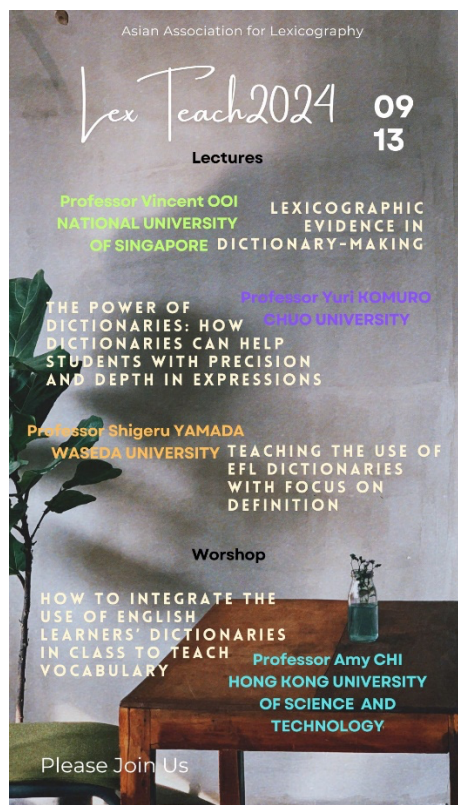 Asian Association for Lexicography
Lex Teach2024
09
13
Lectures
Professor Vincent OOI
NATIONAL UNIVERSITY
OF SINGAPORE
LEXICOGRAPHIC
EVIDENCE IN
DICTIONARY-MAKING
Professor Yuri KOMURO
CHUO UNIVERSITY
THE POWER OF
DICTIONARIES: HOW
DICTIONARIES CAN HELP
STUDENTS WITH PRECISION
AND DEPTH IN EXPRESSIONS
Professor Shigeru YAMADA
WASEDA UNIVERSITY
TEACHING THE USE OF
EFL DICTIONARIES
WITH FOCUS ON
DEFINITION
Worshop
HOW TO INTEGRATE THE
USE OF ENGLISH
LEARNERS' DICTIONARIES
IN CLASS TO TEACH
VOCABULARY
Professor Amy CHI
HONG KONG UNIVERSITY
OF SCIENCE AND
TECHNOLOGY
Please Join Us